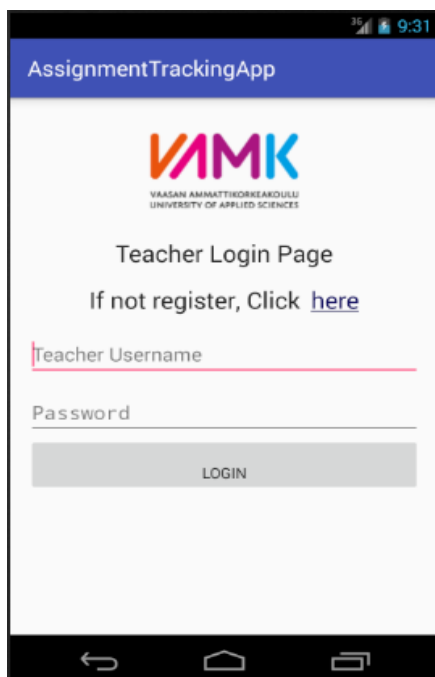 3G 9:31
AssignmentTrackingApp
VAMK
VAASAN AMMATTIKORKEAKOULU
UNIVERSITY OF APPLIED SCIENCES
Teacher Login Page
If not register, Click here
Teacher Username
Password
LOGIN